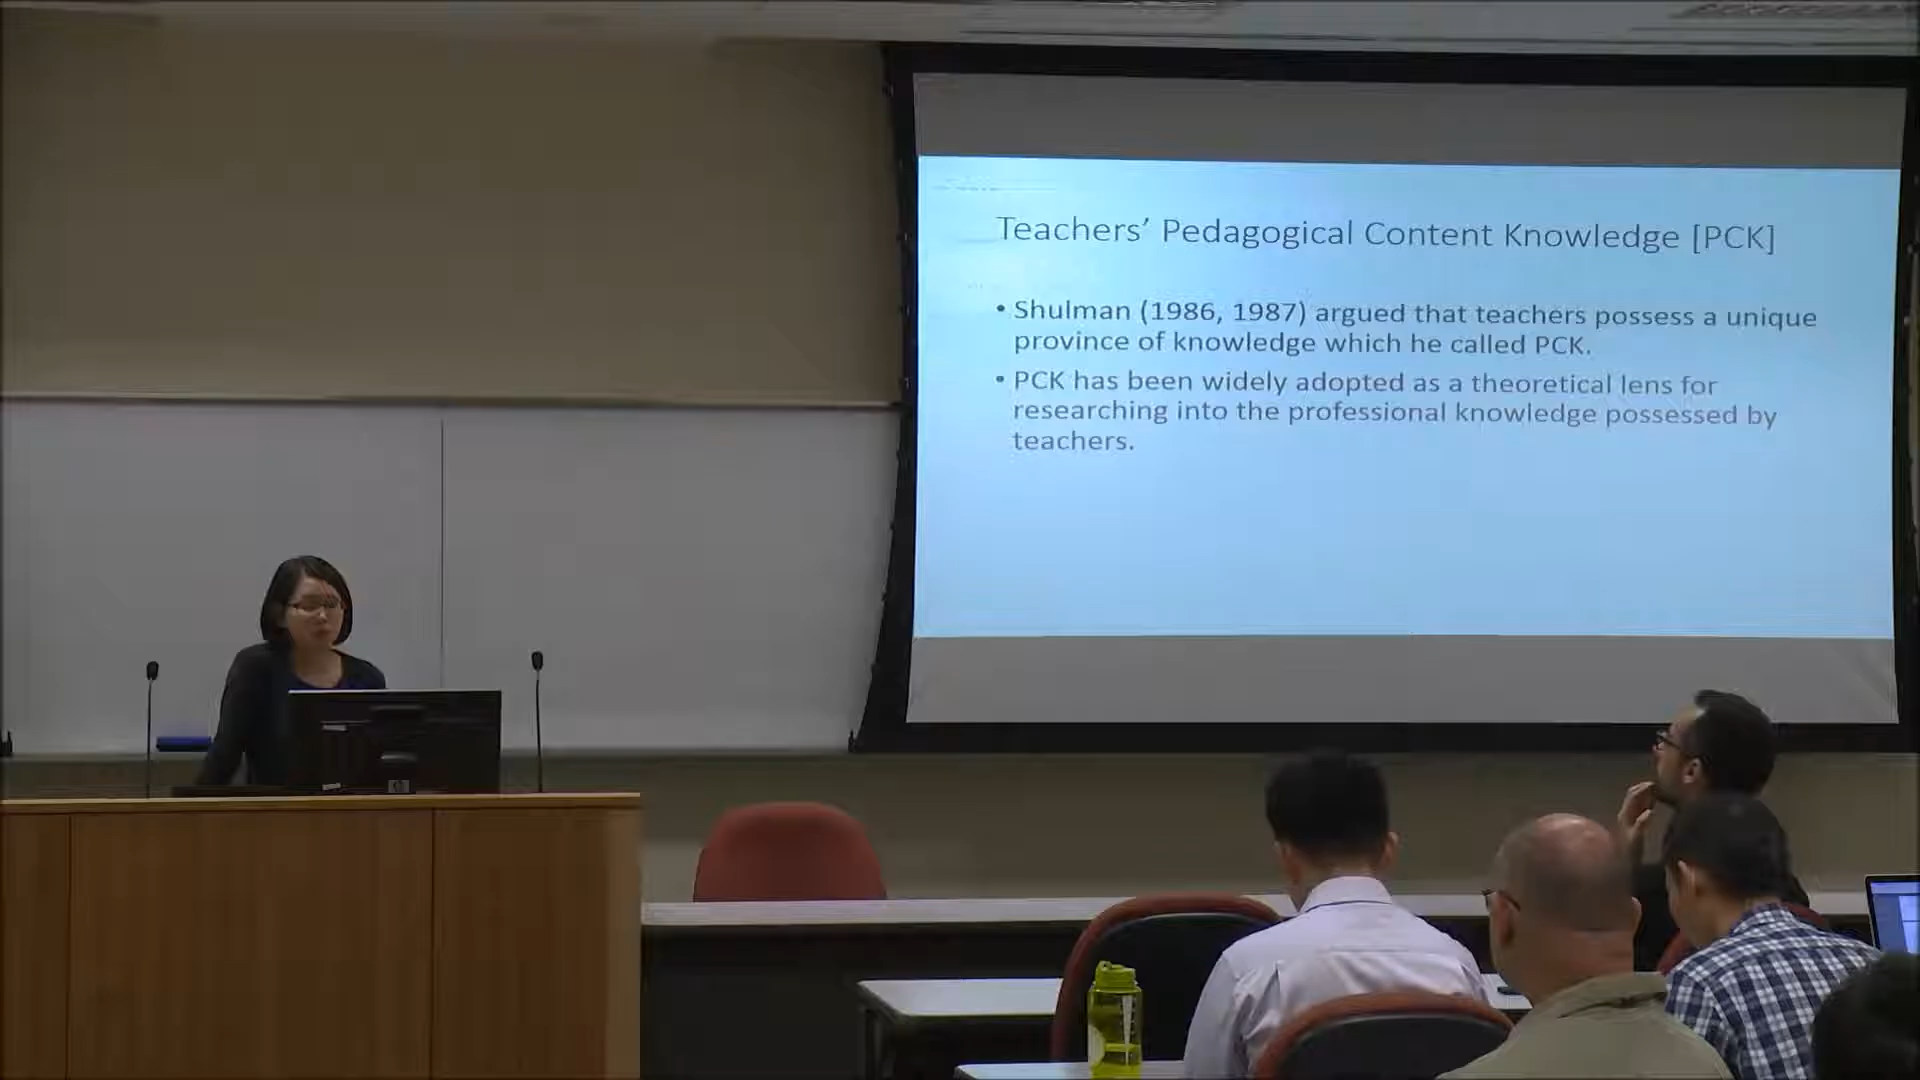 Teachers’ Pedagogical Content Knowledge [PCK]
• Shulman (1986, 1987) argued that teachers possess a unique
province of knowledge which he called PCK.
• PCK has been widely adopted as a theoretical lens for
researching into the professional knowledge possessed by
teachers.
hp